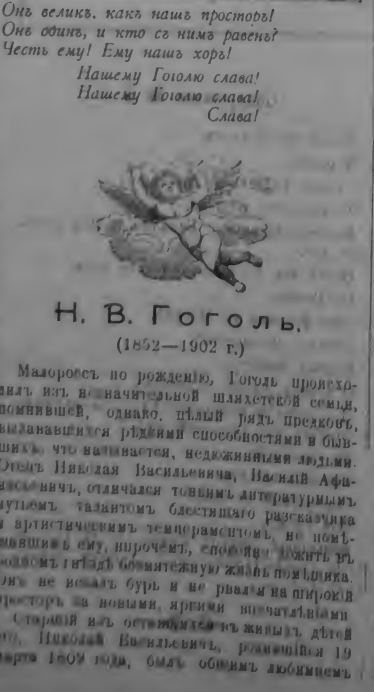 Онъ великъ, какъ нашъ просторъ!
Онъ одинъ, и кто съ нимъ равенъ?
Честь ему! Ему нашъ хоръ!
Нашему Гоголю слава!
Нашему Гоголю слава!
Слава!
Н. В. Гоголь.
(1852—1902 г.)
Малороссъ по рожденію, Гоголь происхо-
дилъ изъ незначительной шляхетской семьи,
помнившей, однако, цѣлый рядъ предковъ,
выдававшихся рѣдкими способностями и быв-
шихъ, что называется, недюжинными людьми.
Отецъ Николая Васильевича, Василій Афа-
насьевичъ, отличался тонкимъ литературнымъ
чутьемъ талантомъ блестящаго разсказчика
и артистическимъ темпераментомъ, не помѣ-
шавшимъ ему, впрочемъ, спокойно дожить въ
родномъ гнѣздѣ безмятежную жизнь помѣщика.
Онъ не искалъ бурь и не рвался на широкій
просторъ за новыми, яркими впечатлѣніями
Старшій изъ оставшихся въ живыхъ дѣтей
Николай Васильевичъ, родившійся 19
марта 1809 года, былъ общимъ любимцемъ